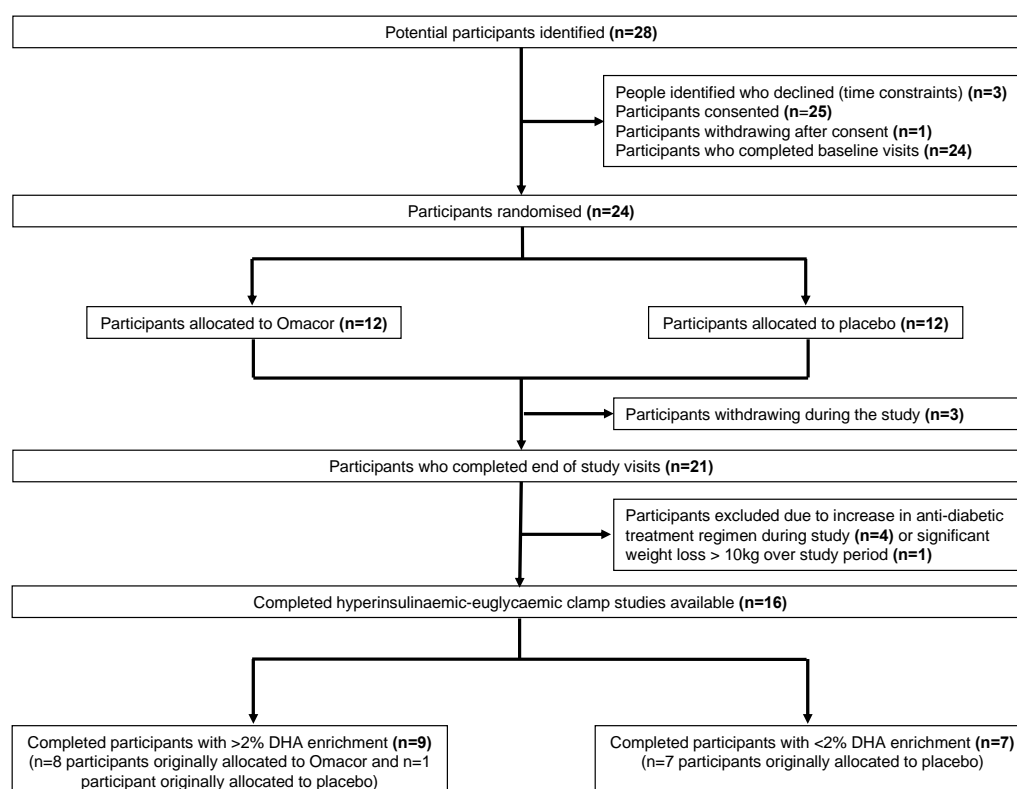 Potential participants identified (n=28)
People identified who declined (time constraints) (n=3)
Participants consented (n=25)
Participants withdrawing after consent (n=1)
Participants who completed baseline visits (n=24)
Participants randomised (n=24)
Participants allocated to Omacor (n=12)
Participants allocated to placebo (n=12)
Participants withdrawing during the study (n=3)
Participants who completed end of study visits (n=21)
Participants excluded due to increase in anti-diabetic
treatment regimen during study (n=4) or significant
weight loss > 10kg over study period (n=1)
Completed hyperinsulinaemic-euglycaemic clamp studies available (n=16)
Completed participants with >2% DHA enrichment (n=9)
(n=8 participants originally allocated to Omacor and n=1
participant originally allocated to placebo)
Completed participants with <2% DHA enrichment (n=7)
(n=7 participants originally allocated to placebo)